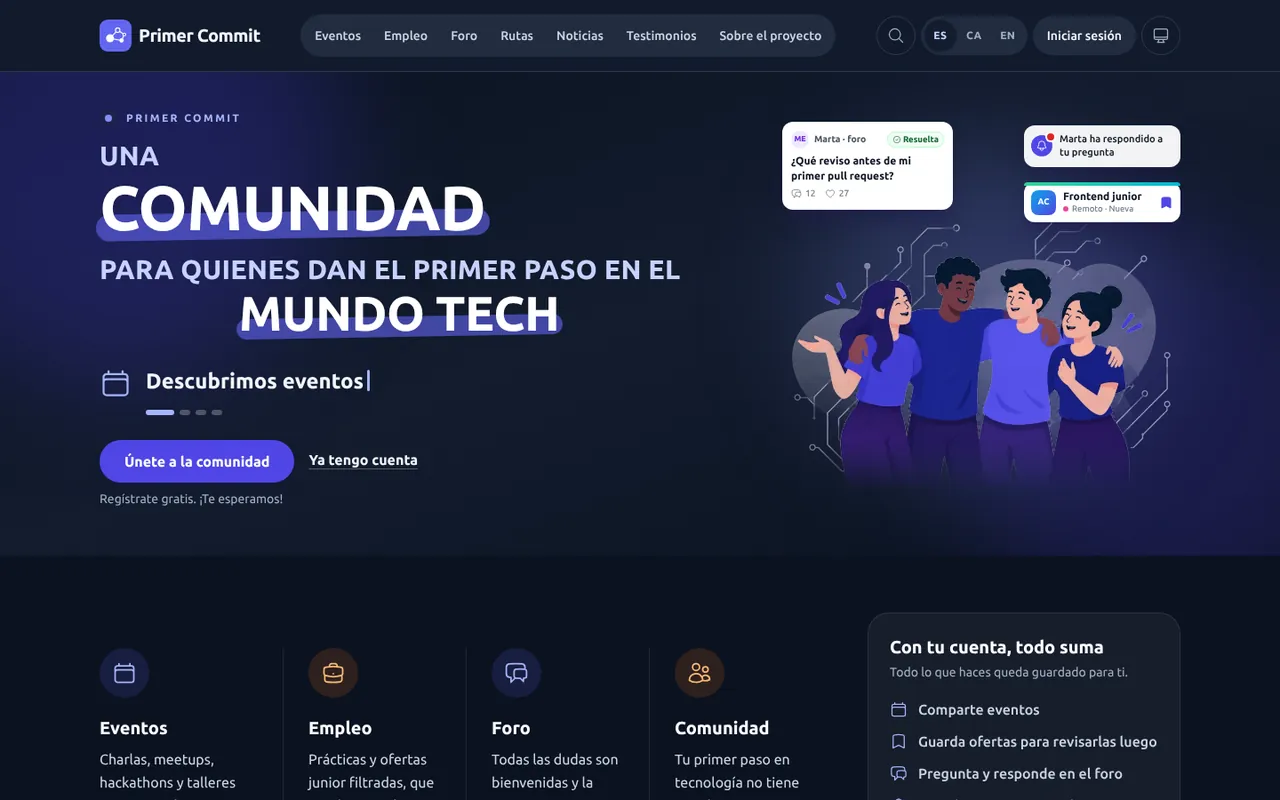 Primer Commit
Eventos
Empleo
Foro
Rutas
Noticias
Testimonios
Sobre el proyecto
ES
CA
EN
Iniciar sesión
PRIMER COMMIT
UNA
COMUNIDAD
PARA QUIENES DAN EL PRIMER PASO EN EL
MUNDO TECH
Descubrimos eventos
Únete a la comunidad
Ya tengo cuenta
Regístrate gratis. ¡Te esperamos!
ME
Marta · foro
Resuelta
¿Qué reviso antes de mi
primer pull request?
12
27
Marta ha respondido a
tu pregunta
AC
Frontend junior
Remoto · Nueva
Eventos
Charlas, meetups,
hackathons y talleres
Empleo
Prácticas y ofertas
junior filtradas, que
Foro
Todas las dudas son
bienvenidas y la
Comunidad
Tu primer paso en
tecnología no tiene
Con tu cuenta, todo suma
Todo lo que haces queda guardado para ti.
Comparte eventos
Guarda ofertas para revisarlas luego
Pregunta y responde en el foro